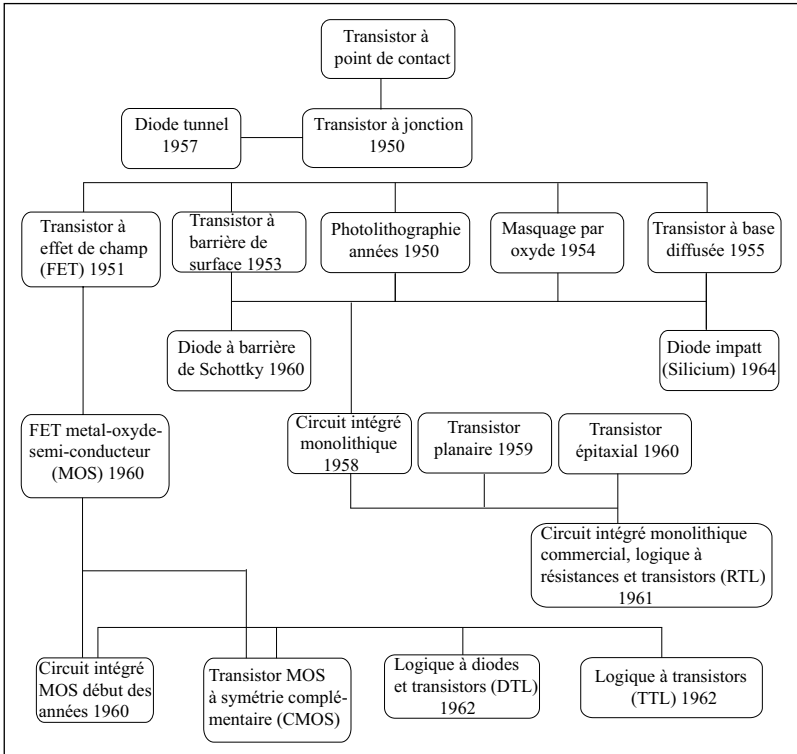 Transistor à
point de contact
Diode tunnel
1957
Transistor à jonction
1950
Transistor à
effet de champ
(FET) 1951
Transistor à
barrière de
surface 1953
Photolithographie
années 1950
Masquage par
oxyde 1954
Transistor à base
diffusée 1955
Diode à barrière
de Schottky 1960
Diode impatt
(Silicium) 1964
FET metal-oxyde-
semi-conducteur
(MOS) 1960
Circuit intégré
monolithique
1958
Transistor
planaire 1959
Transistor
épitaxial 1960
Circuit intégré monolithique
commercial, logique à
résistances et transistors (RTL)
1961
Circuit intégré
MOS début des
années 1960
Transistor MOS
à symétrie complé-
mentaire (CMOS)
Logique à diodes
et transistors (DTL)
1962
Logique à transistors
(TTL) 1962